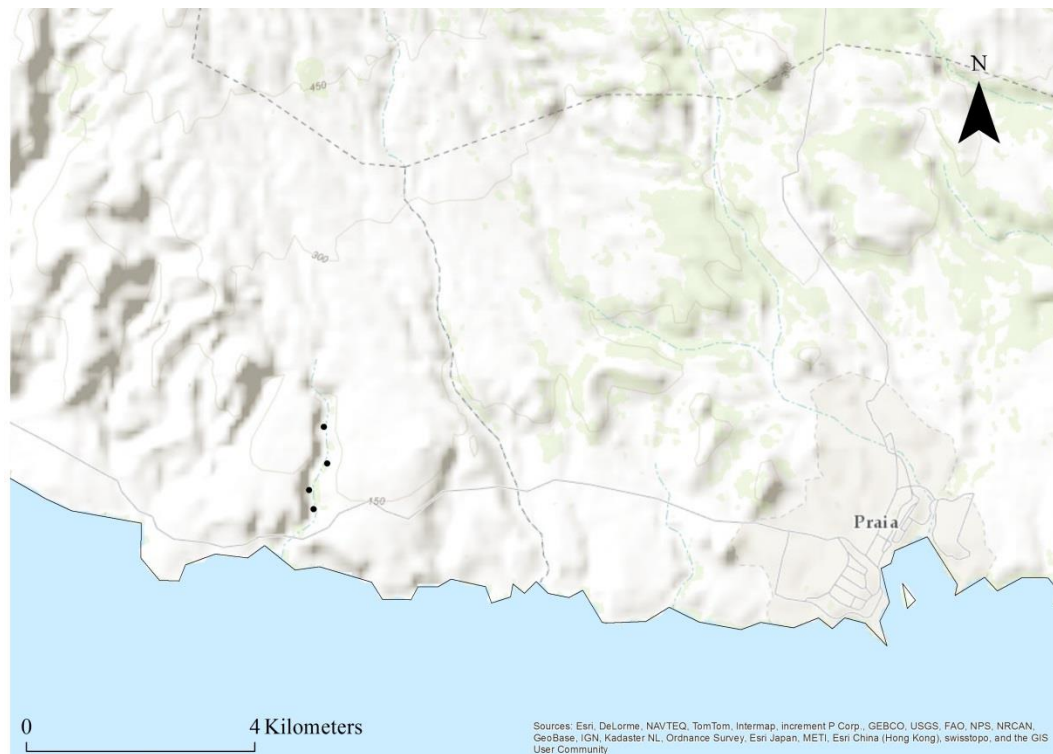 N
450
300
150
Praia
0
4 Kilometers
Sources: Esri, DeLorme, NAVTEQ, TomTom, Intermap, increment P Corp., GEBCO, USGS, FAO, NPS, NRCAN,
GeoBase, IGN, Kadaster NL, Ordnance Survey, Esri Japan, METI, Esri China (Hong Kong), swisstopo, and the GIS
User Community